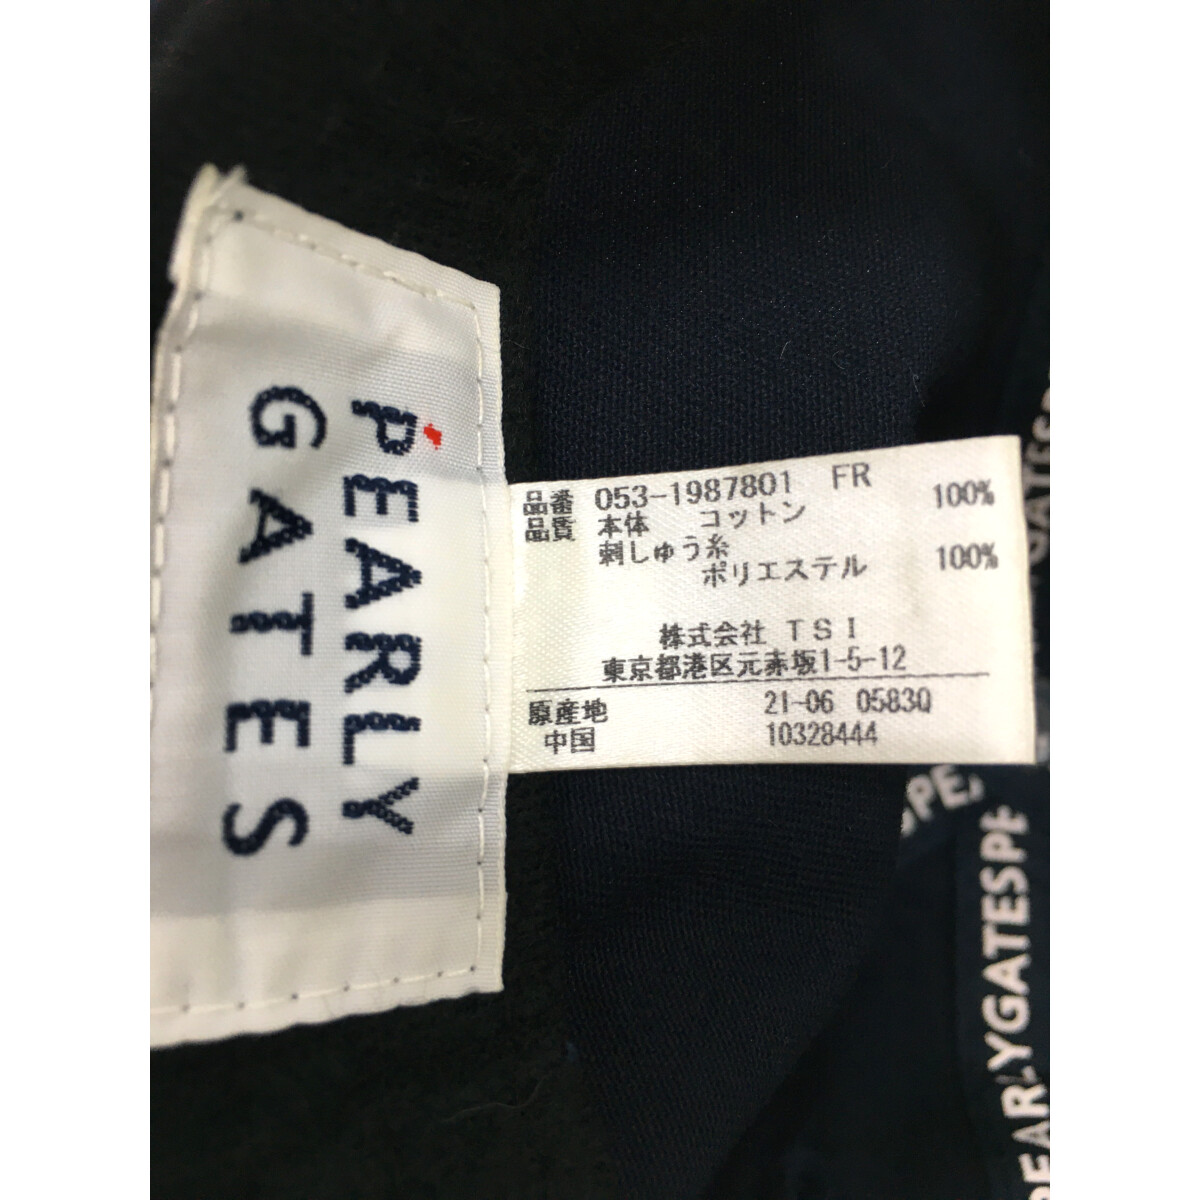 PEARLY
GATES
品番 053-1987801 FR
品質 本体 コットン 100%
刺しゅう糸
ポリエステル 100%
株式会社 TSI
東京都港区元赤坂1-5-12
原産地 21-06 0583Q
中国 10328444
PEARLYGATESPE
SPEA
GATES